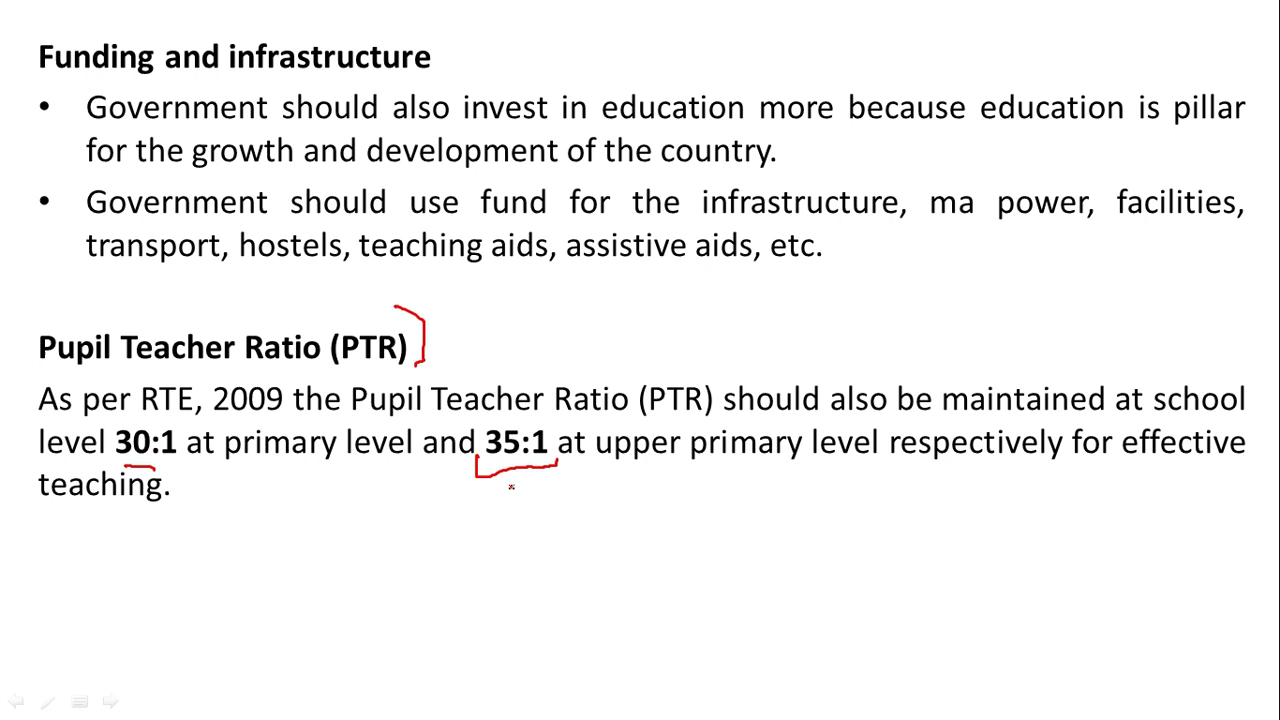 Funding and infrastructure
• Government should also invest in education more because education is pillar
for the growth and development of the country.
• Government should use fund for the infrastructure, ma power, facilities,
transport, hostels, teaching aids, assistive aids, etc.
Pupil Teacher Ratio (PTR)
As per RTE, 2009 the Pupil Teacher Ratio (PTR) should also be maintained at school
level 30:1 at primary level and 35:1 at upper primary level respectively for effective
teaching.